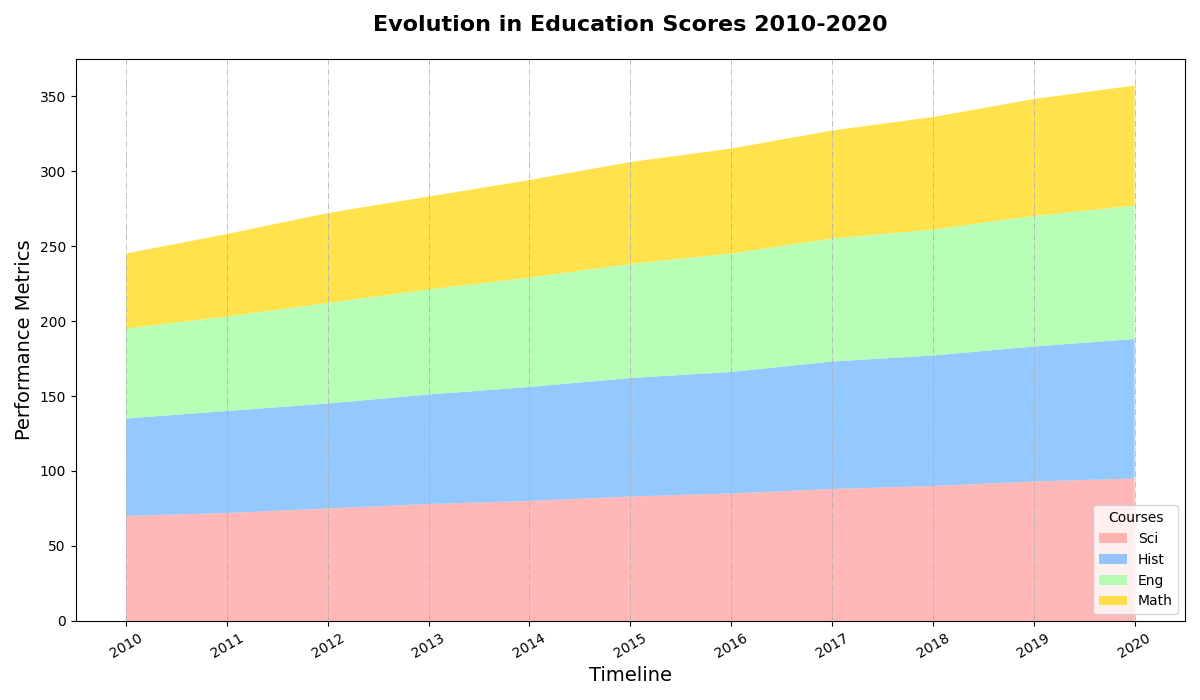 Evolution in Education Scores 2010-2020
Performance Metrics
350
300
250
200
150
100
50
0
2010
2011
2012
2013
2014
2015
2016
2017
2018
2019
2020
Timeline
Courses
Sci
Hist
Eng
Math